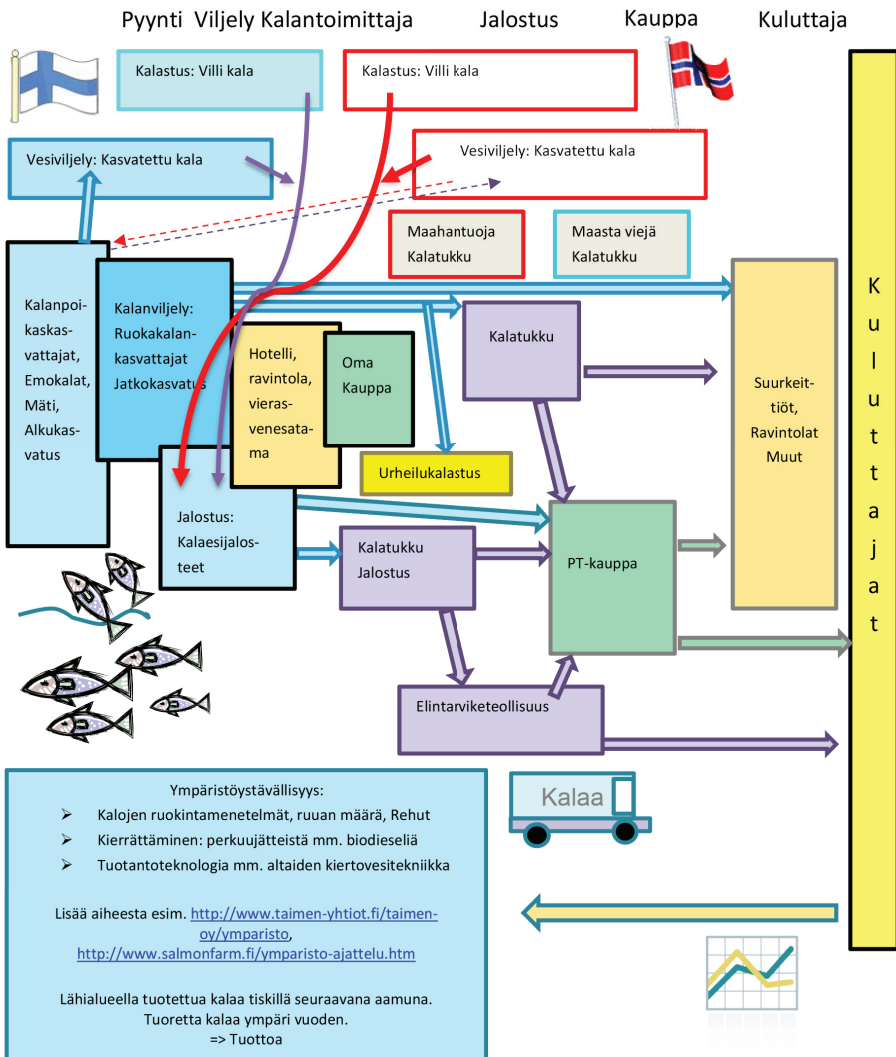 Pyynti Viljely Kalantoimittaja Jalostus Kauppa Kuluttaja
Kalastus: Villi kala
Kalastus: Villi kala
Vesiviljely: Kasvatettu kala
Vesiviljely: Kasvatettu kala
Maahantuoja
Kalatukku
Maasta viejä
Kalatukku
Kalanpoi-
kaskas-
vattajat,
Emokalat,
Mäti,
Alkukas-
vatus
Kalanviljely:
Ruokakalan-
kasvattajat
Jatkokasvatus
Hotelli,
ravintola,
vieras-
venesata-
ma
Oma
Kauppa
Kalatukku
Suurkeit-
tiöt,
Ravintolat
Muut
K
u
l
u
t
t
a
j
a
t
Urheilukalastus
Jalostus:
Kalaesijalos-
teet
Kalatukku
Jalostus
PT-kauppa
Elintarviketeollisuus
Kalaa
Ympäristöystävällisyys:
➢ Kalojen ruokintamenetelmät, ruuan määrä, Rehut
➢ Kierrättäminen: perkuujätteistä mm. biodieseliä
➢ Tuotantoteknologia mm. altaiden kiertovesitekniikka
Lisää aiheesta esim. http://www.taimen-yhtiot.fi/taimen-
oy/ymparisto,
http://www.salmonfarm.fi/ymparisto-ajattelu.htm
Lähialueella tuotettua kalaa tiskillä seuraavana aamuna.
Tuoretta kalaa ympäri vuoden.
=> Tuottoa